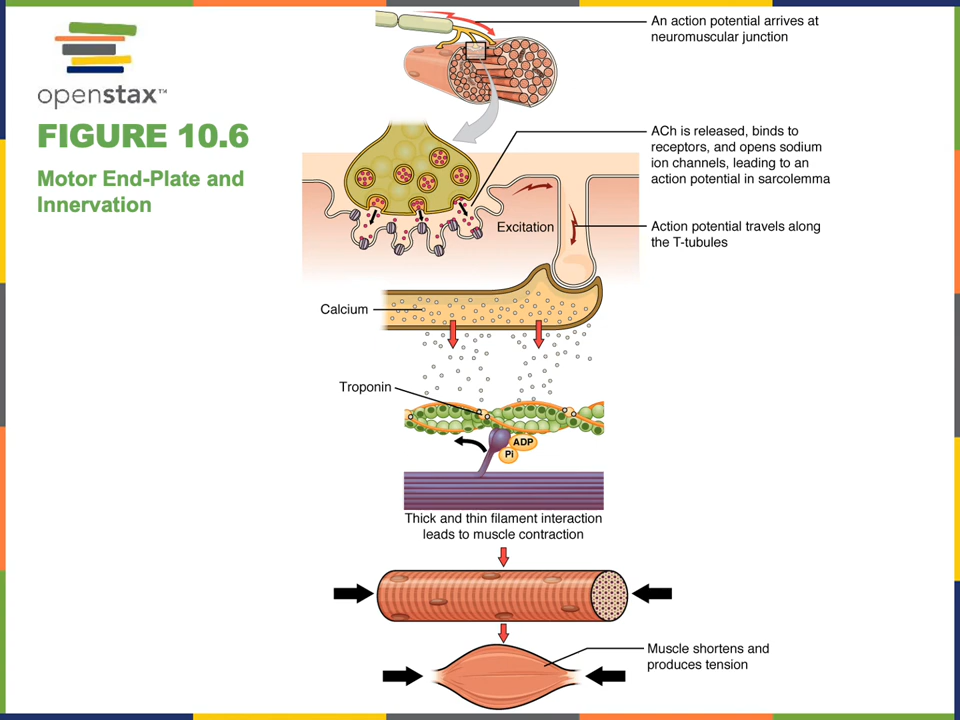 openstax™
FIGURE 10.6
Motor End-Plate and
Innervation
An action potential arrives at
neuromuscular junction
ACh is released, binds to
receptors, and opens sodium
ion channels, leading to an
action potential in sarcolemma
Excitation
Action potential travels along
the T-tubules
Calcium
Troponin
ADP
Pi
Thick and thin filament interaction
leads to muscle contraction
Muscle shortens and
produces tension